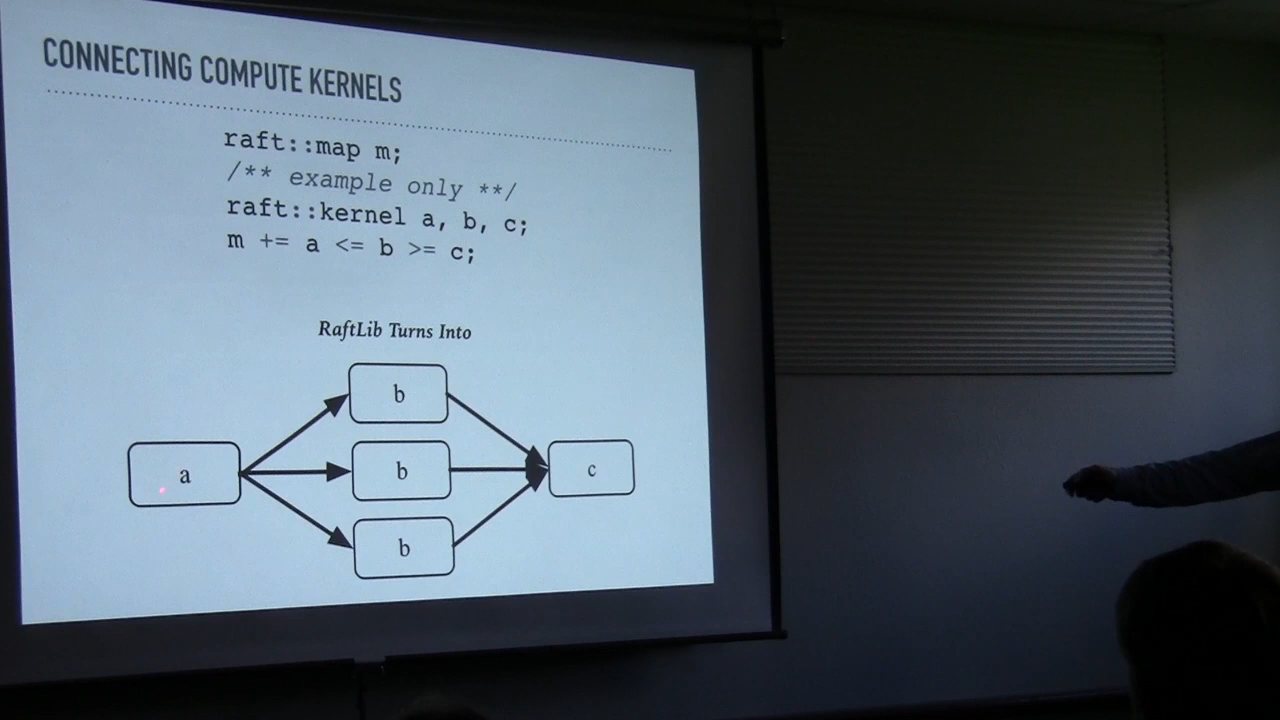 CONNECTING COMPUTE KERNELS
raft::map m;
/** example only **/
raft::kernel a, b, c;
m += a <= b >= c;
RaftLib Turns Into
b
a
b
c
b